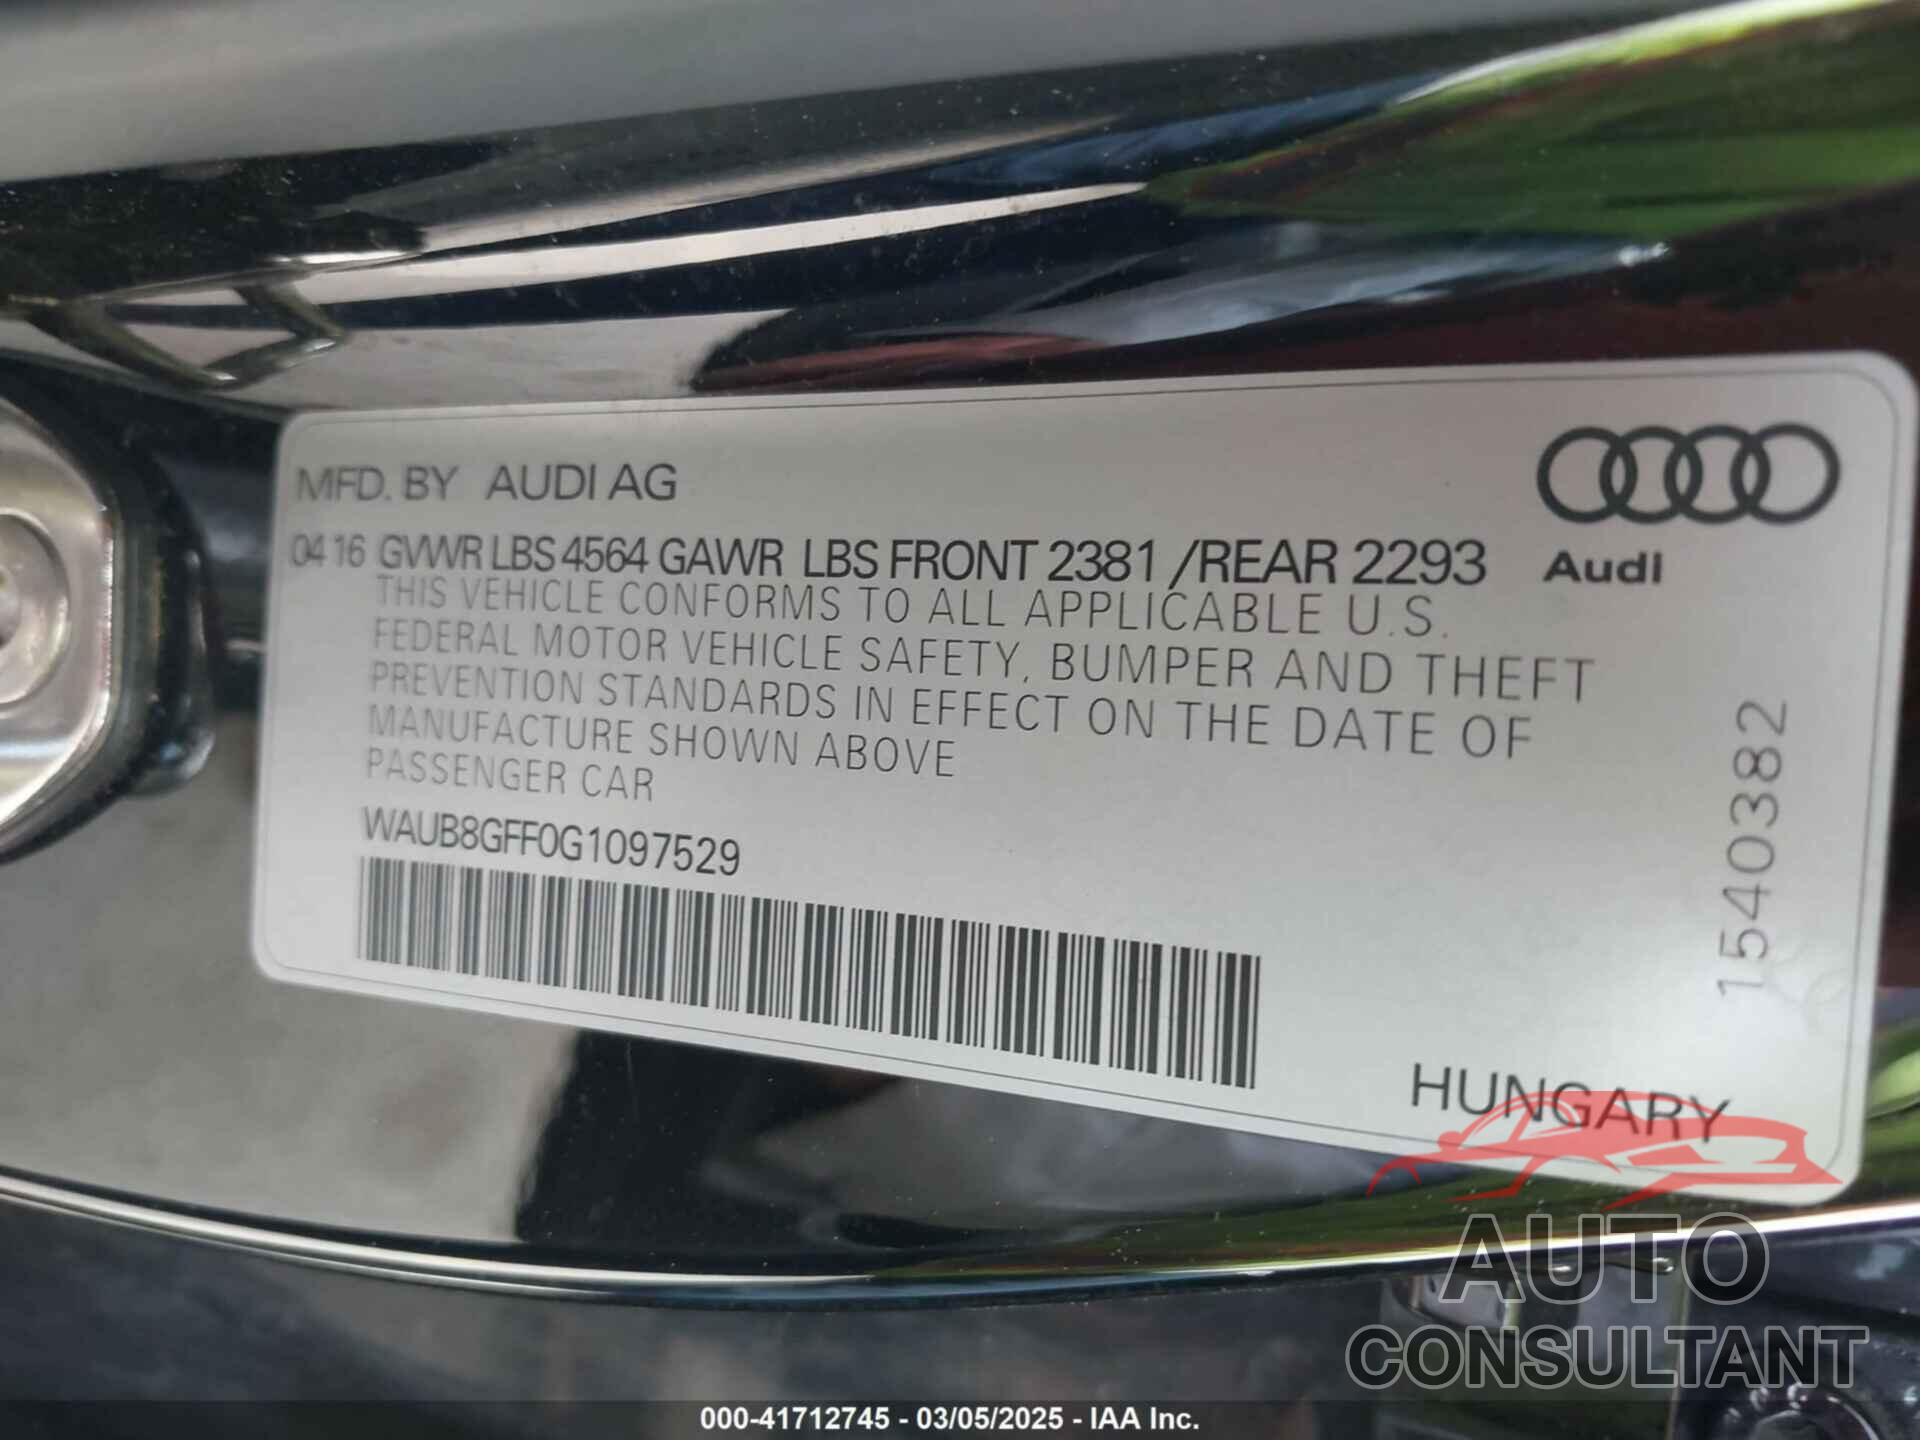 MFD. BY AUDI AG
04 16 GVWR LBS 4564 GAWR LBS FRONT 2381 /REAR 2293
Audi
THIS VEHICLE CONFORMS TO ALL APPLICABLE U.S.
FEDERAL MOTOR VEHICLE SAFETY, BUMPER AND THEFT
PREVENTION STANDARDS IN EFFECT ON THE DATE OF
MANUFACTURE SHOWN ABOVE
PASSENGER CAR
WAUB8GFF0G1097529
1540382
HUNGARY
AUTO
CONSULTANT
000-41712745 - 03/05/2025 - IAA Inc.